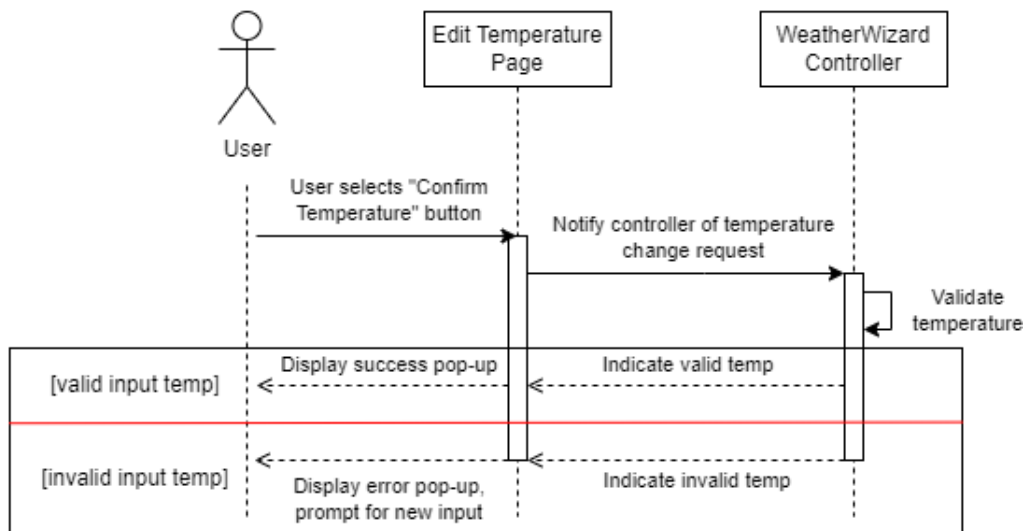 Edit Temperature
Page
WeatherWizard
Controller
User
User selects "Confirm
Temperature" button
Notify controller of temperature
change request
Validate
temperature
[valid input temp]
Display success pop-up
Indicate valid temp
[invalid input temp]
Display error pop-up,
prompt for new input
Indicate invalid temp